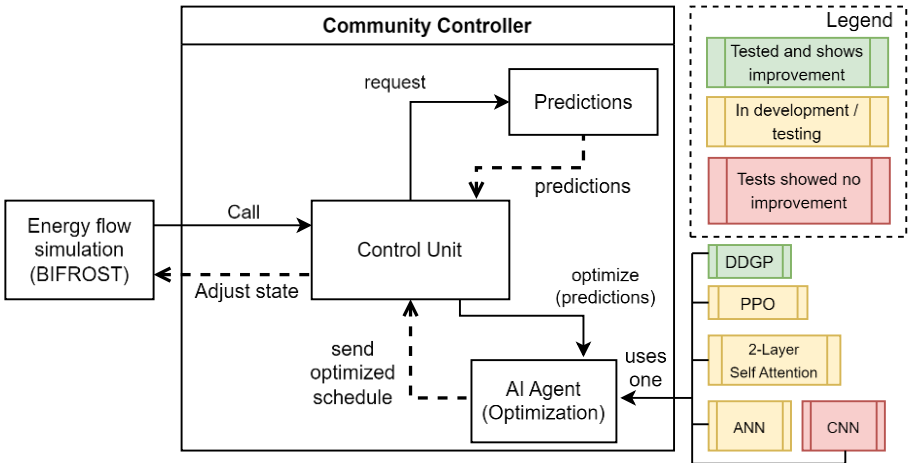 Community Controller
Legend
Tested and shows
improvement
In development /
testing
Tests showed no
improvement
request
Predictions
predictions
Energy flow
simulation
(BIFROST)
Call
Adjust state
Control Unit
optimize
(predictions)
send
optimized
schedule
AI Agent
(Optimization)
uses
one
DDGP
PPO
2-Layer
Self Attention
ANN
CNN